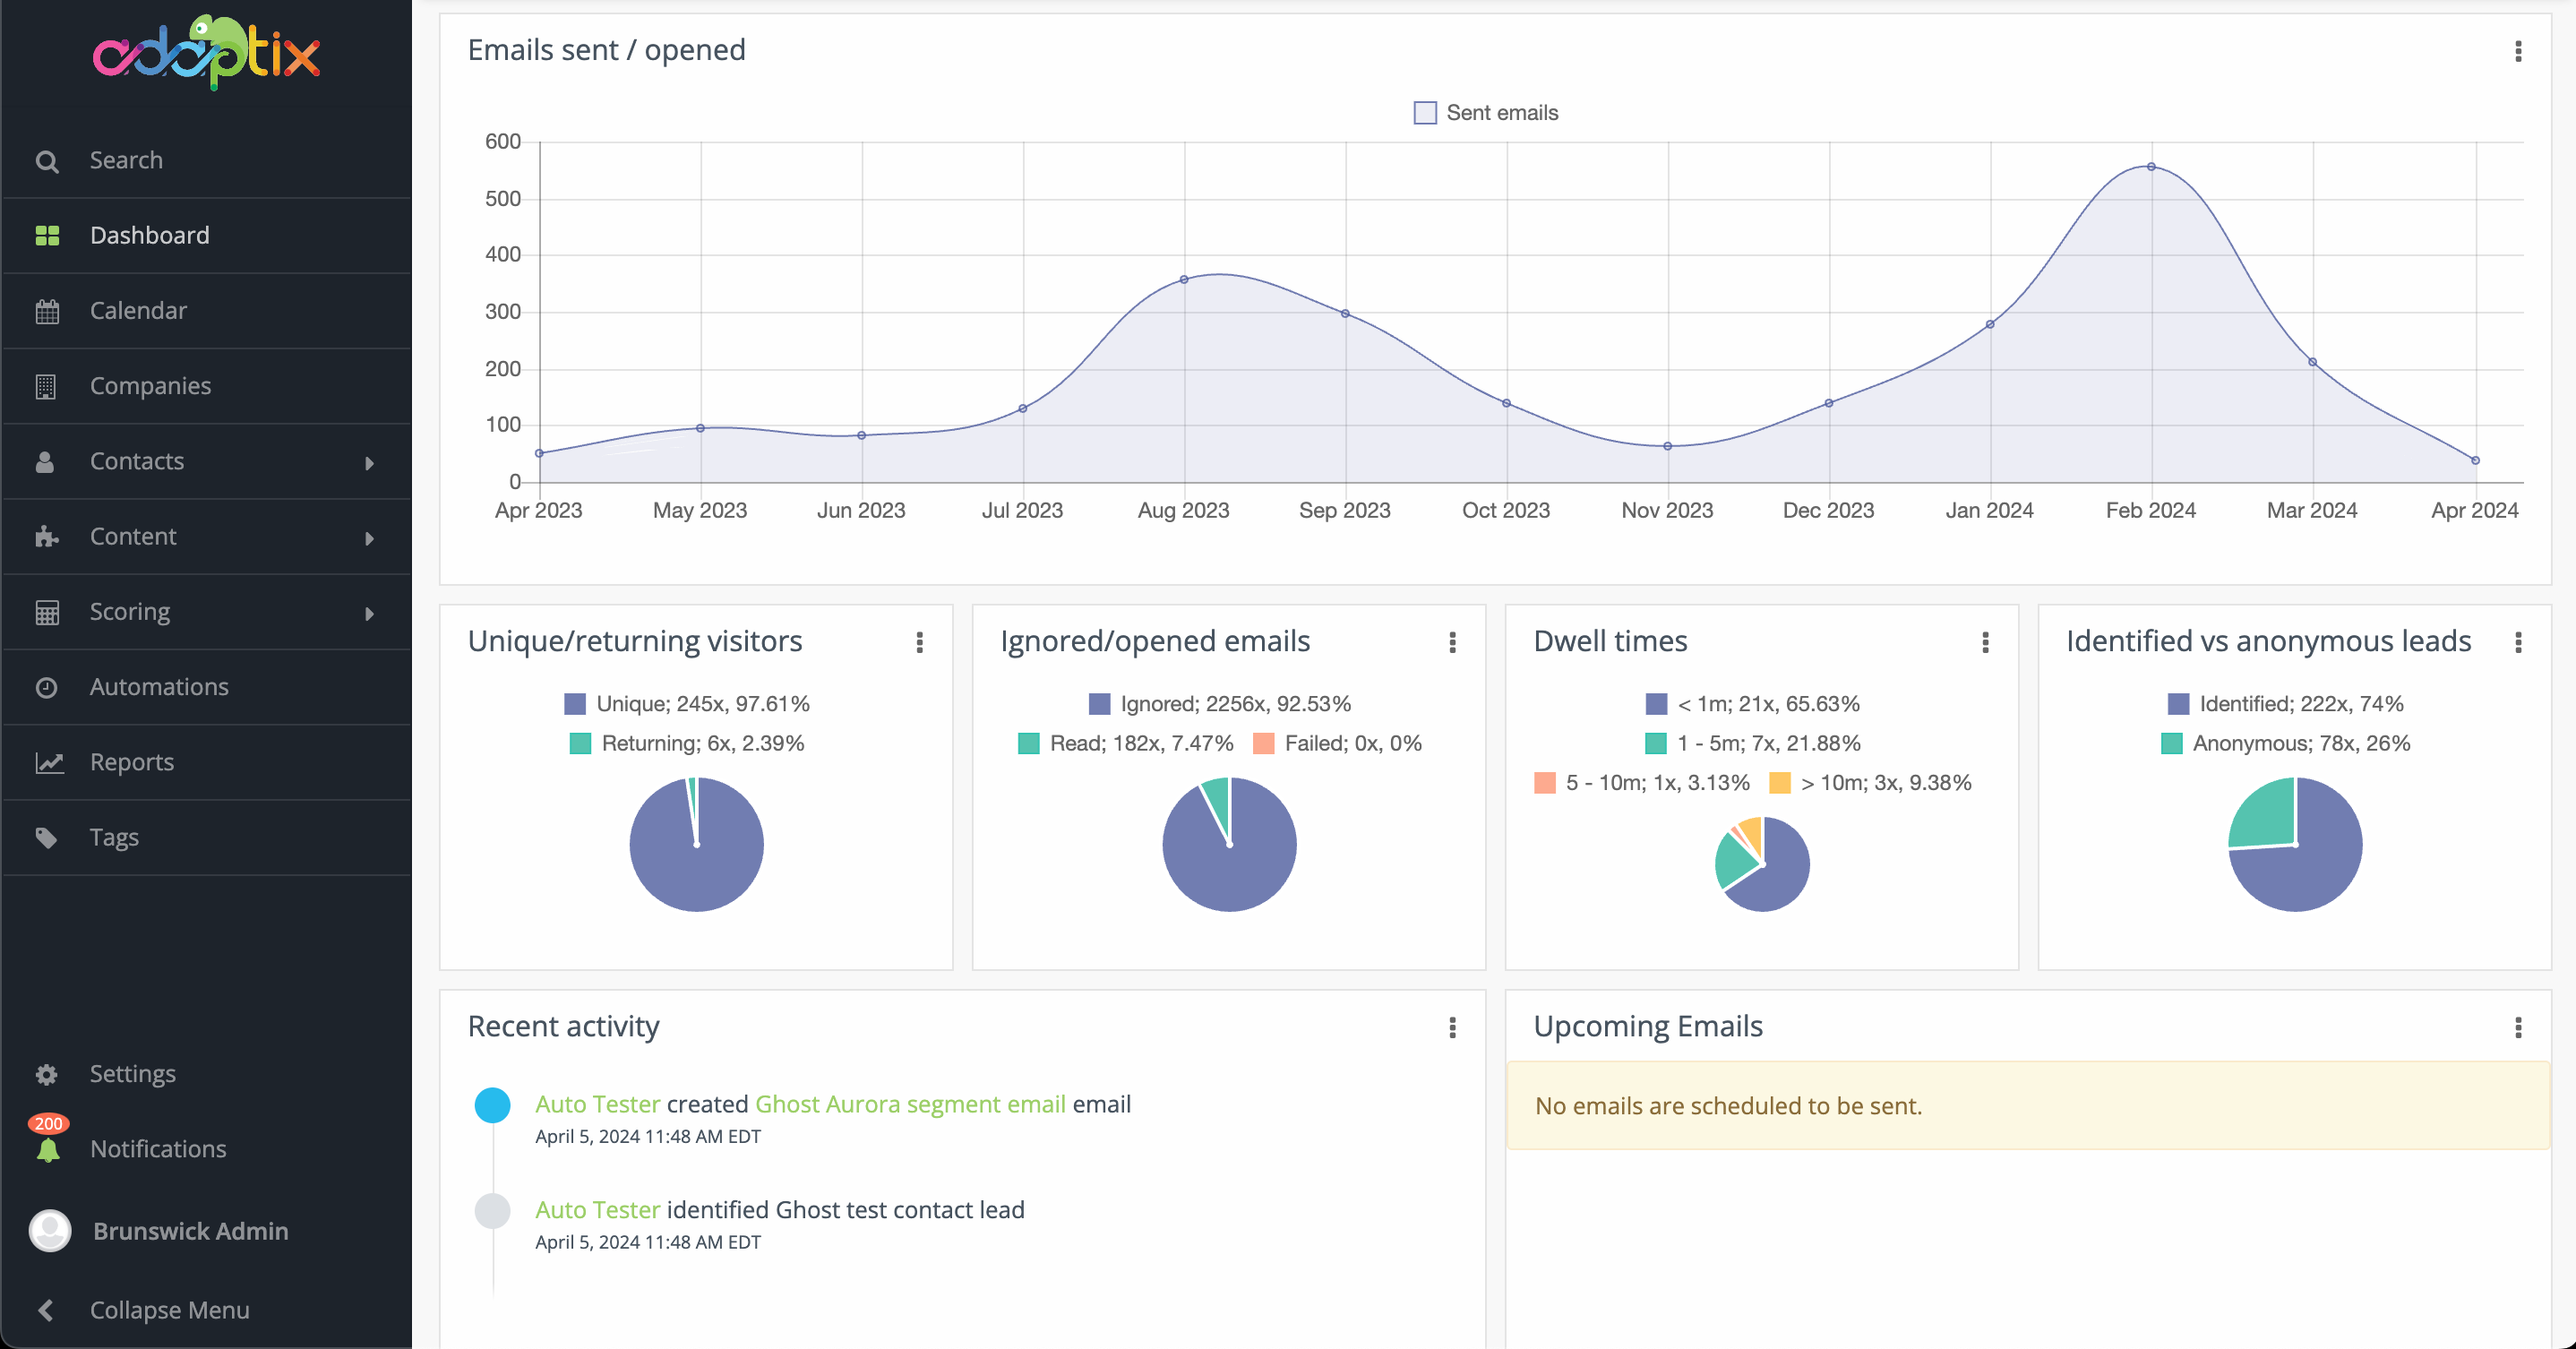 adaptix
Search
Dashboard
Calendar
Companies
Contacts
Content
Scoring
Automations
Reports
Tags
Settings
200
Notifications
Brunswick Admin
Collapse Menu
Emails sent / opened
Sent emails
600
500
400
300
200
100
0
Apr 2023 May 2023 Jun 2023 Jul 2023 Aug 2023 Sep 2023 Oct 2023 Nov 2023 Dec 2023 Jan 2024 Feb 2024 Mar 2024 Apr 2024
Unique/returning visitors
Unique; 245x, 97.61%
Returning; 6x, 2.39%
Ignored/opened emails
Ignored; 2256x, 92.53%
Read; 182x, 7.47% Failed; 0x, 0%
Dwell times
< 1m; 21x, 65.63%
1 - 5m; 7x, 21.88%
5 - 10m; 1x, 3.13% > 10m; 3x, 9.38%
Identified vs anonymous leads
Identified; 222x, 74%
Anonymous; 78x, 26%
Recent activity
Auto Tester created Ghost Aurora segment email email
April 5, 2024 11:48 AM EDT
Auto Tester identified Ghost test contact lead
April 5, 2024 11:48 AM EDT
Upcoming Emails
No emails are scheduled to be sent.